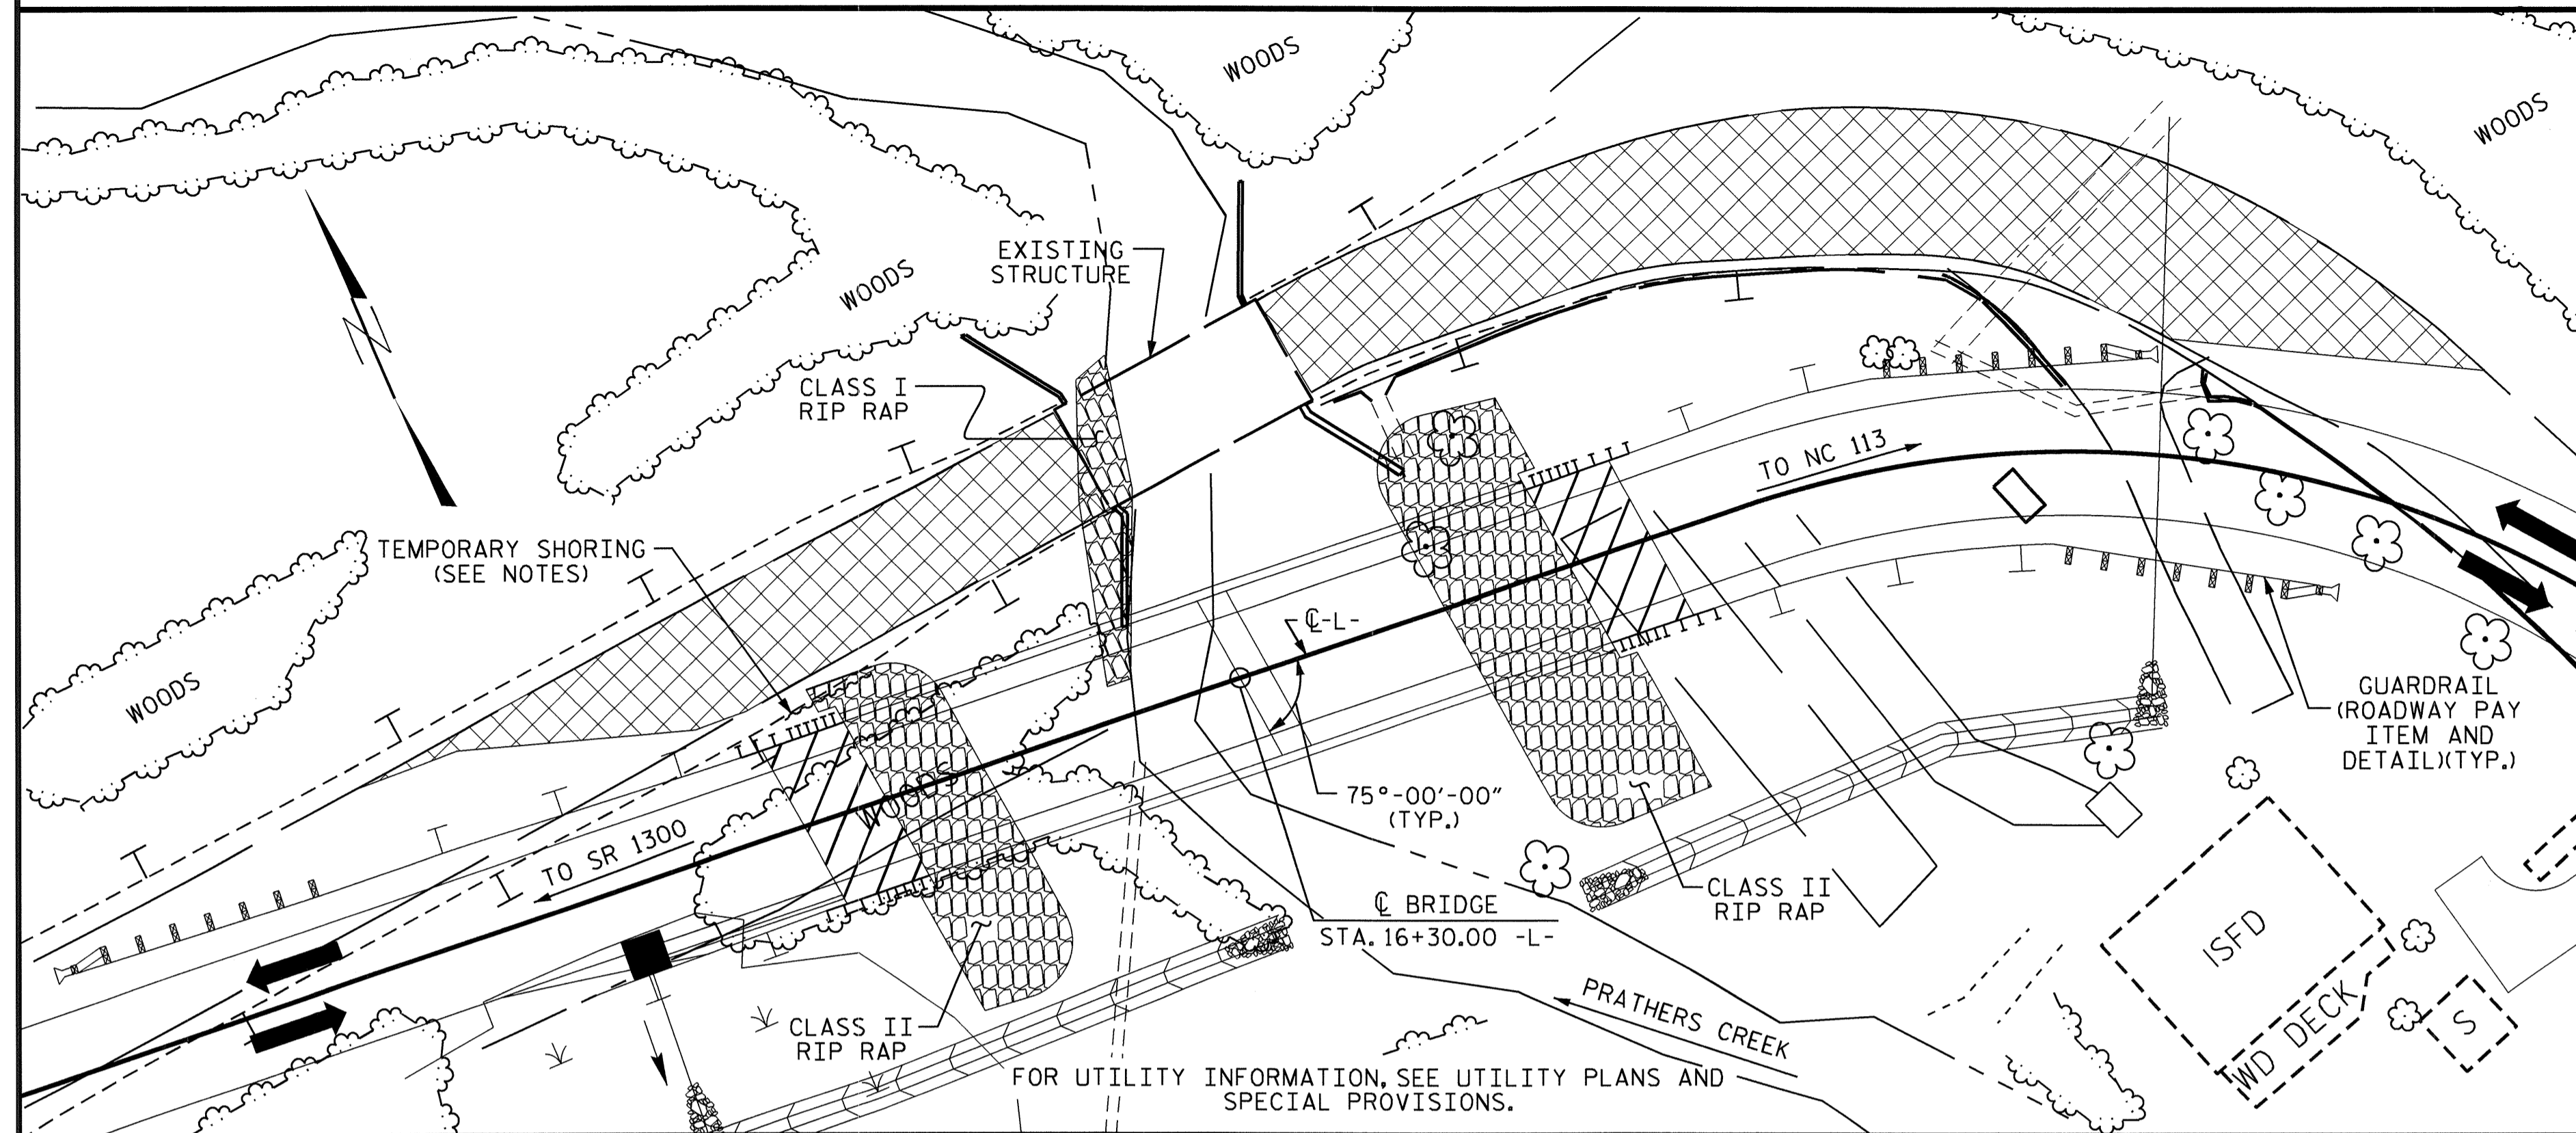 WOODS
WOODS
N
EXISTING
STRUCTURE
WOODS
CLASS I
RIP RAP
TO NC 113
TEMPORARY SHORING
(SEE NOTES)
℄-L-
WOODS
GUARDRAIL
(ROADWAY PAY
ITEM AND
DETAIL)(TYP.)
WOODS
75°-00'-00"
(TYP.)
TO SR 1300
CLASS II
RIP RAP
℄ BRIDGE
STA. 16+30.00 -L-
ISFD
WD DECK
S
PRATHERS CREEK
CLASS II
RIP RAP
FOR UTILITY INFORMATION, SEE UTILITY PLANS AND
SPECIAL PROVISIONS.